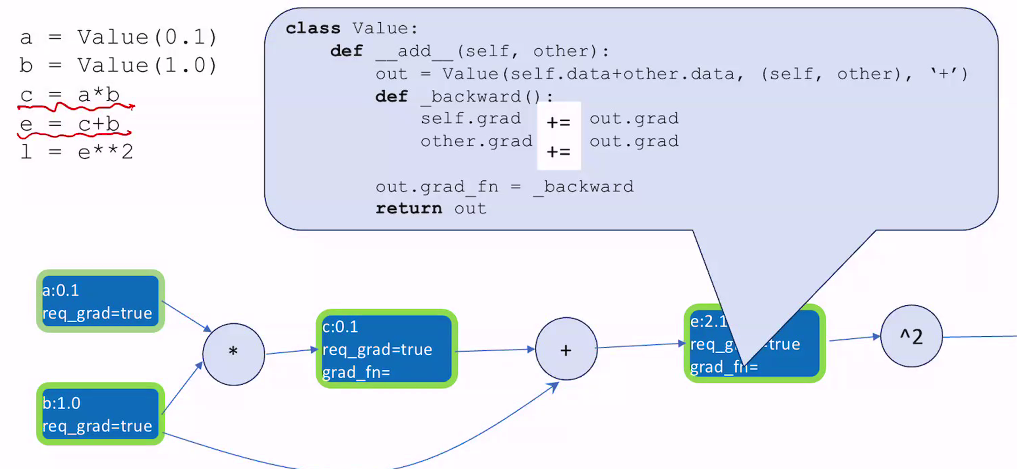 a = Value(0.1)
b = Value(1.0)
c = a*b
e = c+b
l = e**2
class Value:
def __add__(self, other):
out = Value(self.data+other.data, (self, other), ‘+’)
def _backward():
self.grad += out.grad
other.grad += out.grad
out.grad_fn = _backward
return out
a:0.1
req_grad=true
b:1.0
req_grad=true
*
c:0.1
req_grad=true
grad_fn=
+
e:2.1
req_g -true
grad_fn=
^2